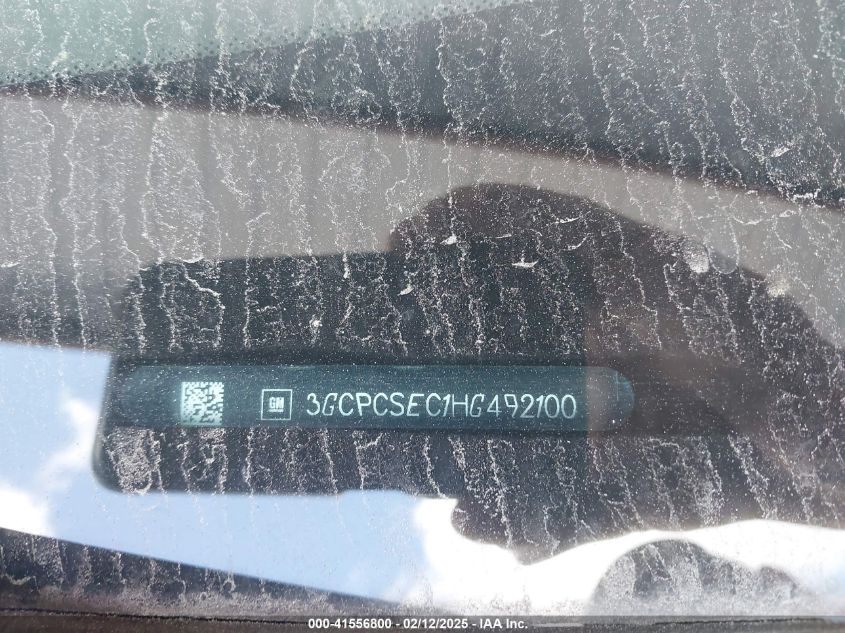 GM 3GCPCSEC1HG492100
000-41556800 - 02/12/2025 - IAA Inc.